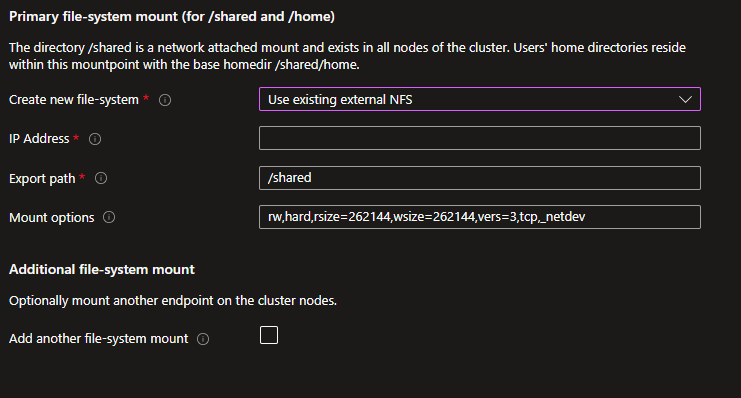 Primary file-system mount (for /shared and /home)
The directory /shared is a network attached mount and exists in all nodes of the cluster. Users' home directories reside
within this mountpoint with the base homedir /shared/home.
Create new file-system *
Use existing external NFS
IP Address *
Export path *
/shared
Mount options
rw,hard,rsize=262144,wsize=262144,vers=3,tcp,_netdev
Additional file-system mount
Optionally mount another endpoint on the cluster nodes.
Add another file-system mount